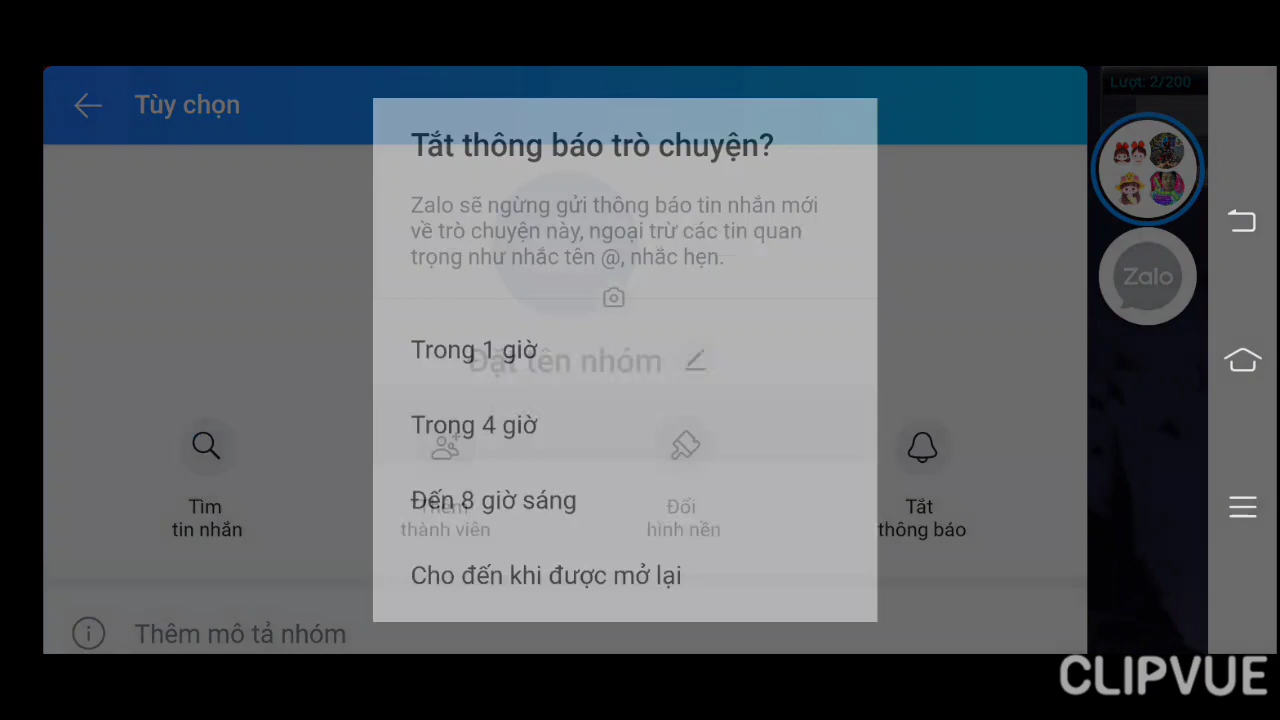 Tùy chọn
Lượt: 2/200
Tắt thông báo trò chuyện?
Zalo sẽ ngừng gửi thông báo tin nhắn mới
về trò chuyện này, ngoại trừ các tin quan
trọng như nhắc tên @, nhắc hẹn.
Zalo
Trong 1 giờ
Đặt tên nhóm
Trong 4 giờ
Đến 8 giờ sáng
Tìm
tin nhắn
Thêm
thành viên
Đổi
hình nền
Tắt
thông báo
Cho đến khi được mở lại
Thêm mô tả nhóm
CLIPVUE